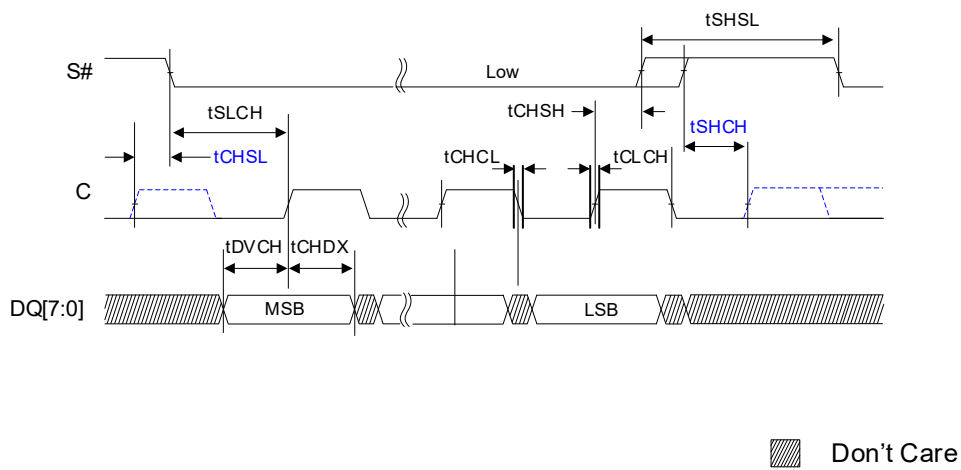 tSHSL
S#
Low
tSLCH
tCHSH
tSHCH
tCHSL
tCHCL
tCLCH
C
tDVCH
tCHDX
DQ[7:0]
MSB
LSB
Don't Care